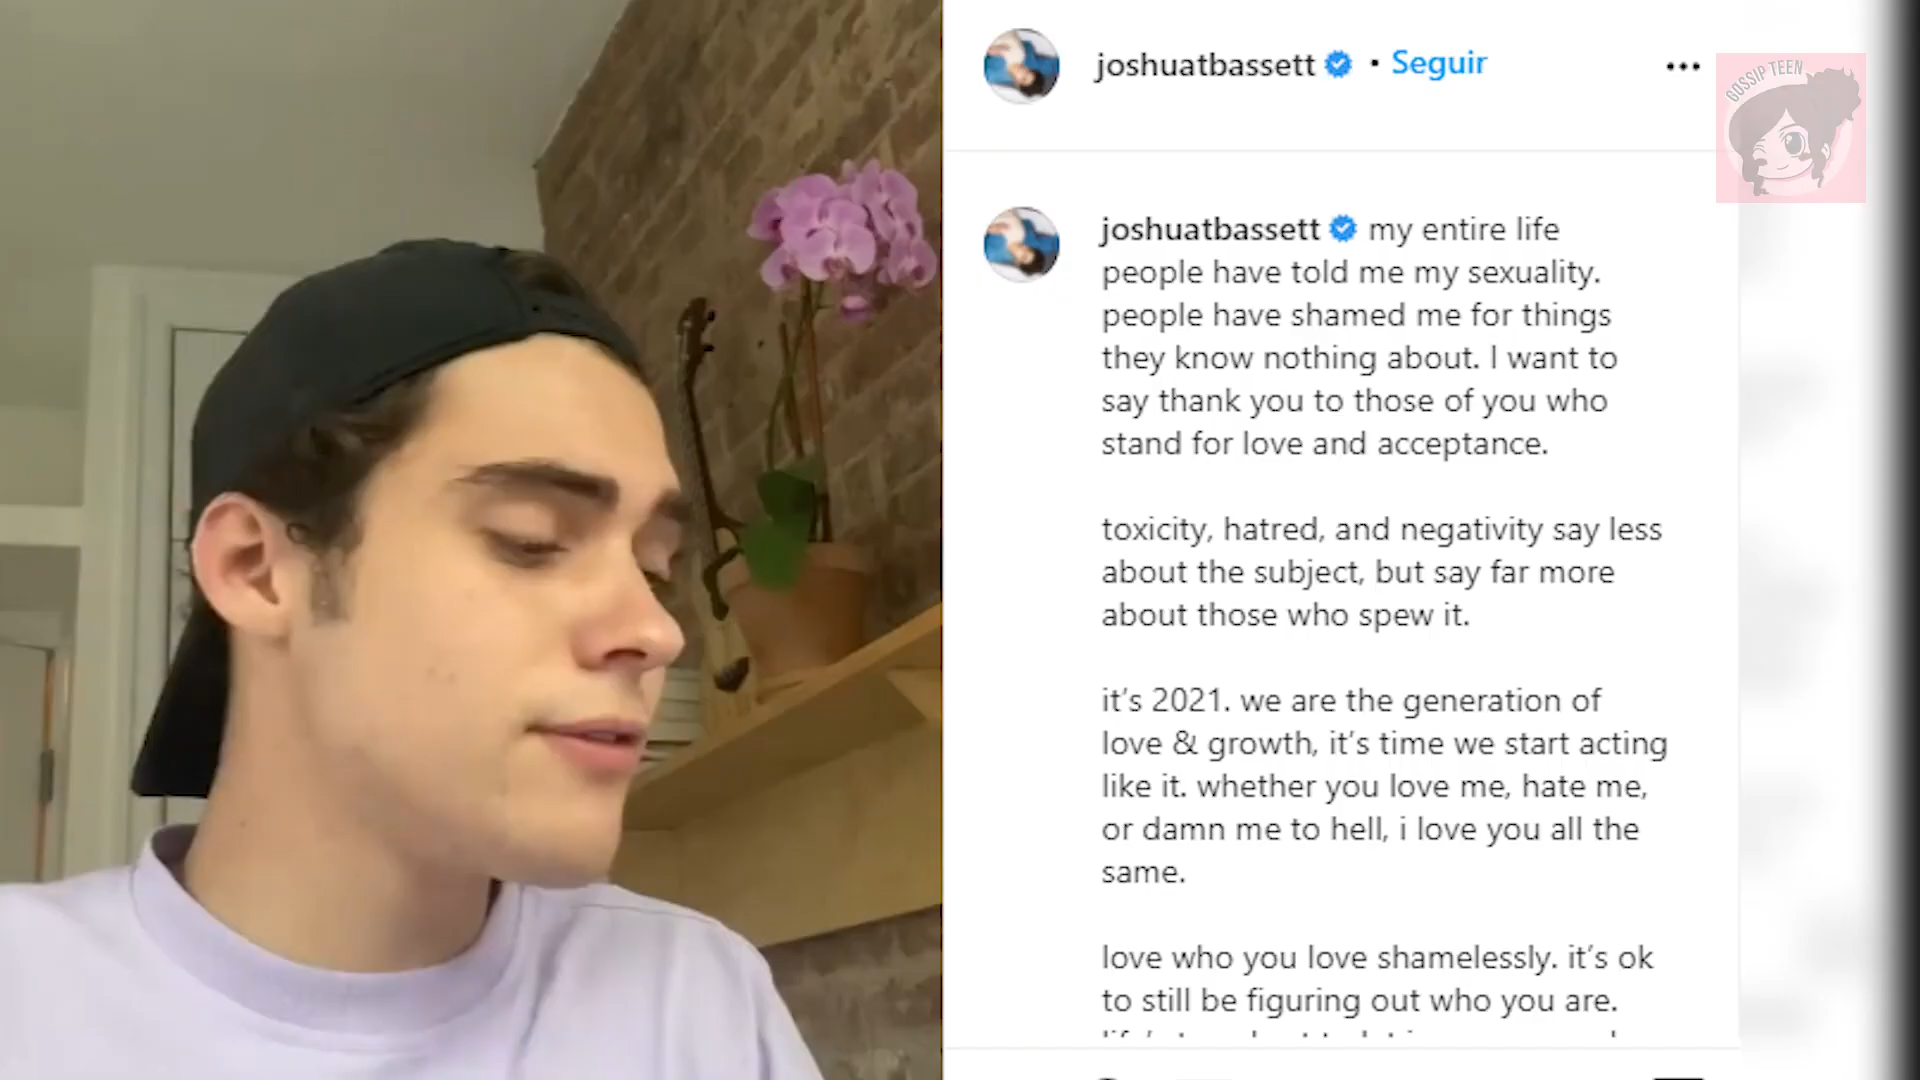 joshuatbassett • Seguir
GOSSIP TEEN
joshuatbassett my entire life
people have told me my sexuality.
people have shamed me for things
they know nothing about. I want to
say thank you to those of you who
stand for love and acceptance.
toxicity, hatred, and negativity say less
about the subject, but say far more
about those who spew it.
it's 2021. we are the generation of
love & growth, it's time we start acting
like it. whether you love me, hate me,
or damn me to hell, i love you all the
same.
love who you love shamelessly. it's ok
to still be figuring out who you are.